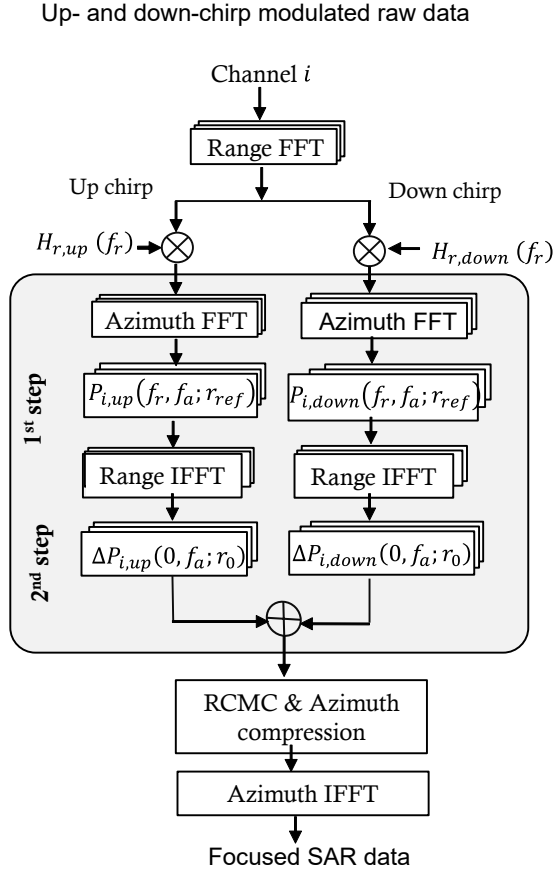 Up- and down-chirp modulated raw data
Channel i
Range FFT
Up chirp
Down chirp
H_{r,up} (f_r)
H_{r,down} (f_r)
Azimuth FFT
Azimuth FFT
1st step
P_{i,up}(f_r, f_a; r_{ref})
P_{i,down}(f_r, f_a; r_{ref})
Range IFFT
Range IFFT
2nd step
ΔP_{i,up}(0, f_a; r_0)
ΔP_{i,down}(0, f_a; r_0)
RCMC & Azimuth
compression
Azimuth IFFT
Focused SAR data